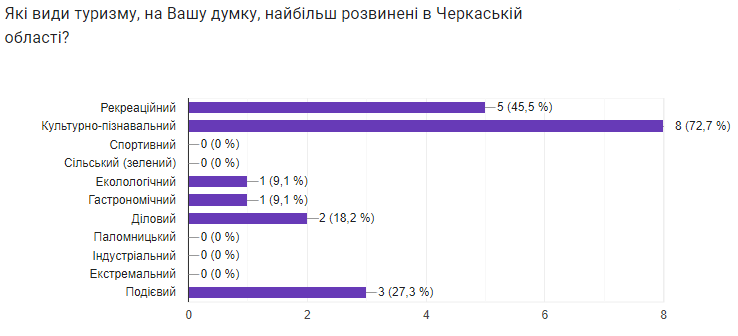 Які види туризму, на Вашу думку, найбільш розвинені в Черкаській
області?
Рекреаційний 5 (45,5 %)
Культурно-пізнавальний 8 (72,7 %)
Спортивний 0 (0 %)
Сільський (зелений) 0 (0 %)
Екологогічний 1 (9,1 %)
Гастрономічний 1 (9,1 %)
Діловий 2 (18,2 %)
Паломницький 0 (0 %)
Індустріальний 0 (0 %)
Екстремальний 0 (0 %)
Подієвий 3 (27,3 %)
0 2 4 6 8